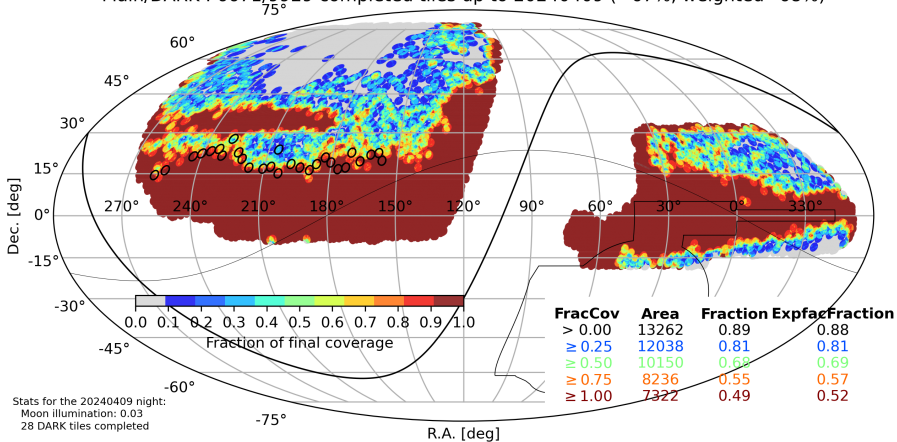 75°
60°
45°
30°
15°
0°
-15°
-30°
-45°
-60°
-75°
Dec. [deg]
270° 240° 210° 180° 150° 120° 90° 60° 30° 0° 330°
0.0 0.1 0.2 0.3 0.4 0.5 0.6 0.7 0.8 0.9 1.0
Fraction of final coverage
FracCov Area Fraction ExpfacFraction
> 0.00 13262 0.89 0.88
≥ 0.25 12038 0.81 0.81
≥ 0.50 10150 0.68 0.69
≥ 0.75 8236 0.55 0.57
≥ 1.00 7322 0.49 0.52
Stats for the 20240409 night:
Moon illumination: 0.03
28 DARK tiles completed
R.A. [deg]